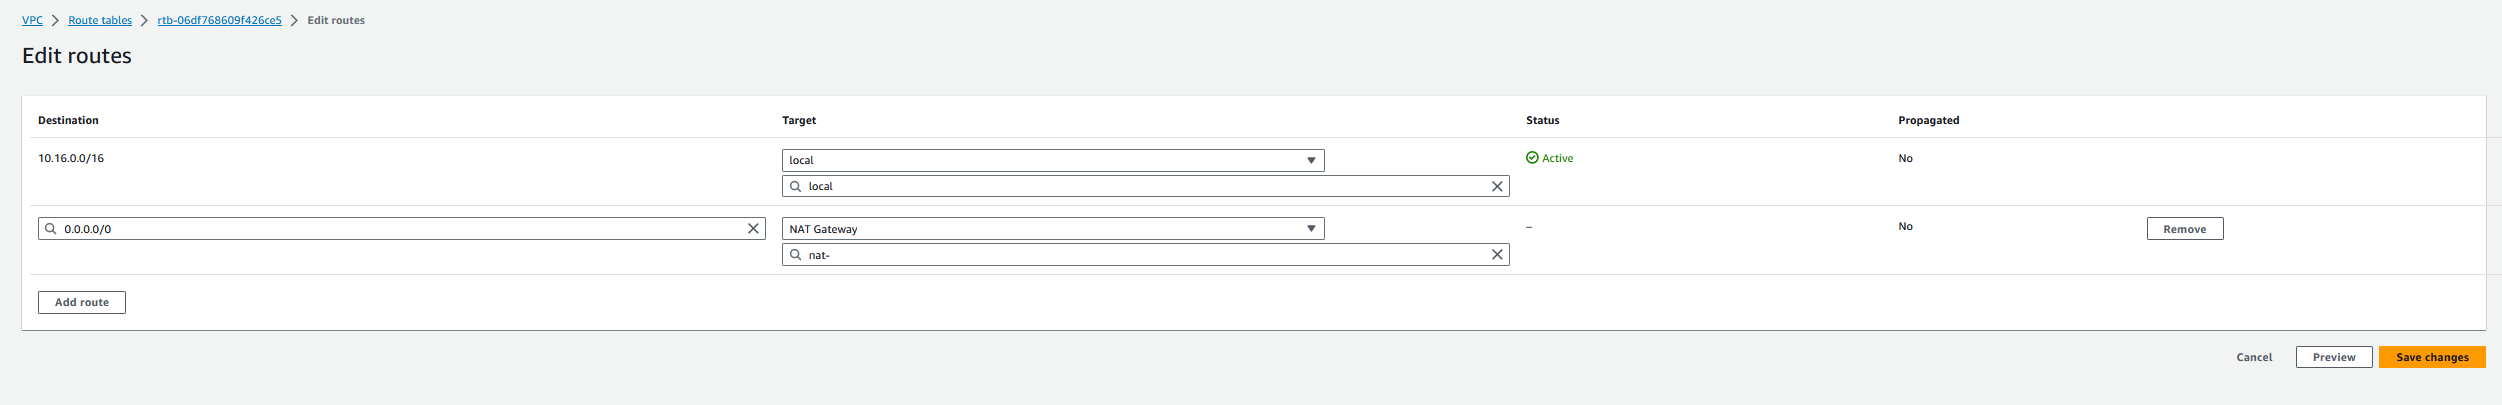 VPC > Route tables > rtb-06df768609f426ce5 > Edit routes
Edit routes
Destination Target Status Propagated
10.16.0.0/16 local Active No
local
0.0.0.0/0 NAT Gateway – No Remove
nat-
Add route
Cancel Preview Save changes